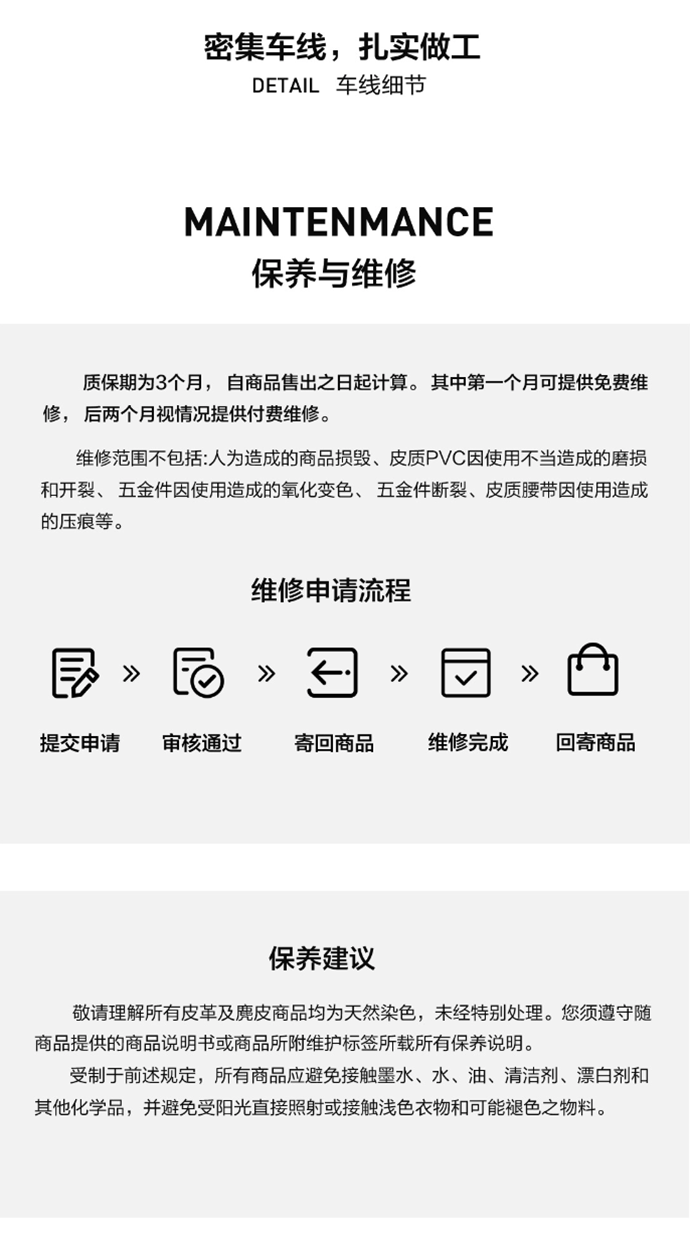 密集车线，扎实做工
DETAIL 车线细节
MAINTENMANCE
保养与维修
质保期为3个月， 自商品售出之日起计算。 其中第一个月可提供免费维
修， 后两个月视情况提供付费维修。
维修范围不包括:人为造成的商品损毁、皮质PVC因使用不当造成的磨损
和开裂、 五金件因使用造成的氧化变色、 五金件断裂、皮质腰带因使用造成
的压痕等。
维修申请流程
提交申请 审核通过 寄回商品 维修完成 回寄商品
保养建议
敬请理解所有皮革及麂皮商品均为天然染色，未经特别处理。您须遵守随
商品提供的商品说明书或商品所附维护标签所载所有保养说明。
受制于前述规定，所有商品应避免接触墨水、水、油、清洁剂、漂白剂和
其他化学品，并避免受阳光直接照射或接触浅色衣物和可能褪色之物料。